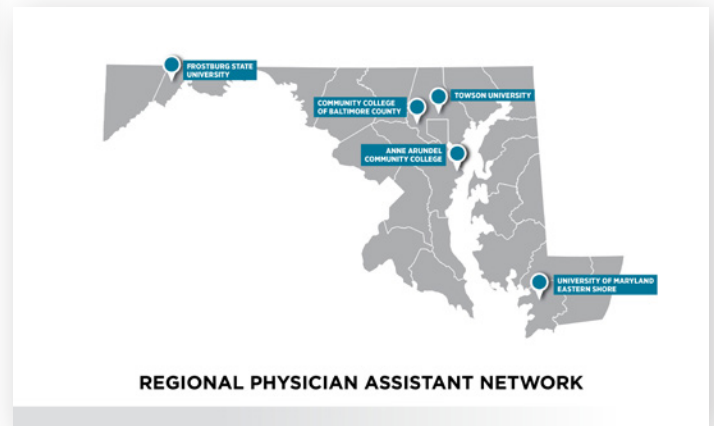 FROSTBURG STATE
UNIVERSITY
COMMUNITY COLLEGE
OF BALTIMORE COUNTY
TOWSON UNIVERSITY
ANNE ARUNDEL
COMMUNITY COLLEGE
UNIVERSITY OF MARYLAND
EASTERN SHORE
REGIONAL PHYSICIAN ASSISTANT NETWORK